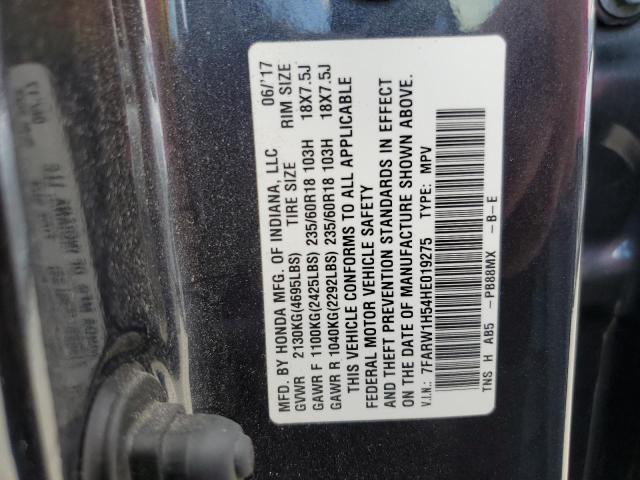 MFD. BY HONDA MFG. OF INDIANA, LLC 06/17
GVWR 2130KG(4695LBS) TIRE SIZE RIM SIZE
GAWR F 1100KG(2425LBS) 235/60R18 103H 18X7.5J
GAWR R 1040KG(2292LBS) 235/60R18 103H 18X7.5J
THIS VEHICLE CONFORMS TO ALL APPLICABLE
FEDERAL MOTOR VEHICLE SAFETY
AND THEFT PREVENTION STANDARDS IN EFFECT
ON THE DATE OF MANUFACTURE SHOWN ABOVE.
V.I.N.: 7FARW1H54HE019275 TYPE: MPV
TNS H AB5 -PB88MX -B-E